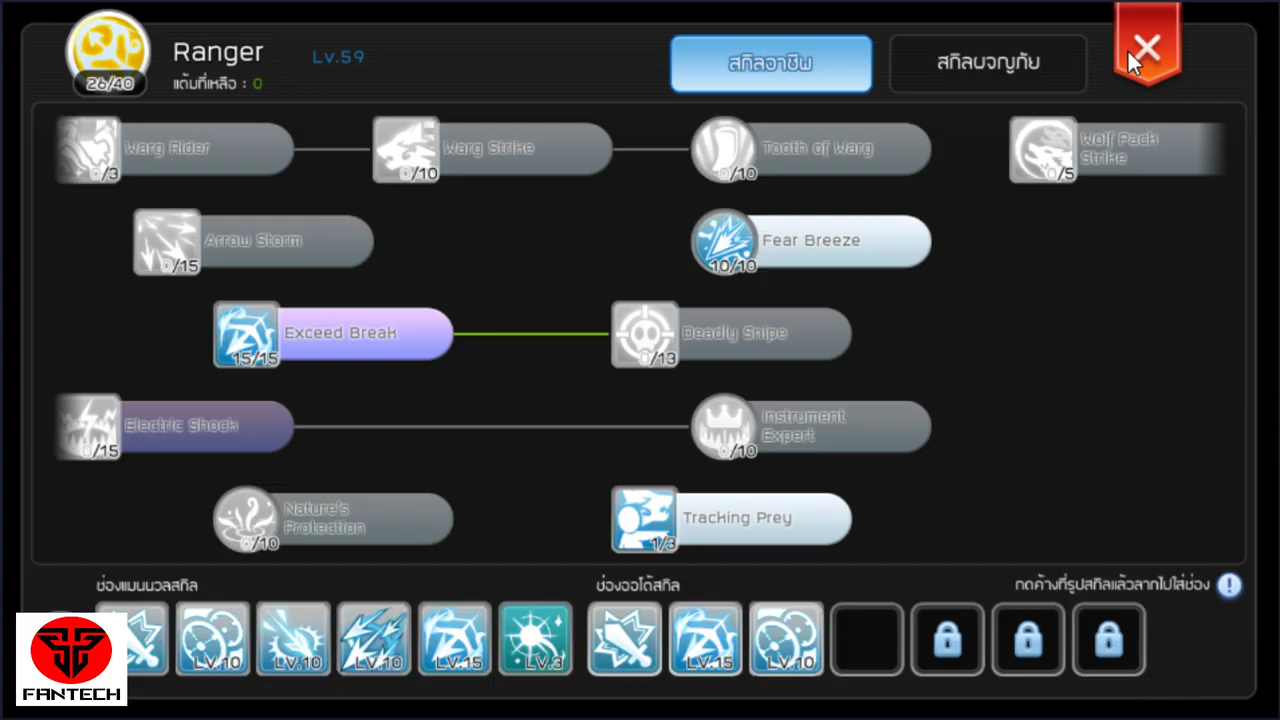 Ranger
Lv.59
สกิลอาชีพ
สกิลผจญภัย
26/40
แต้มที่เหลือ : 0
Warg Rider
0/3
Warg Strike
0/10
Tooth of Warg
0/10
Wolf Pack
Strike
0/5
Arrow Storm
0/15
Fear Breeze
10/10
Exceed Break
15/15
Deadly Snipe
0/13
Electric Shock
0/15
Instrument
Expert
0/10
Nature's
Protection
0/10
Tracking Prey
1/3
ช่องแมนนวลสกิล
ช่องออโต้สกิล
กดค้างที่รูปสกิลแล้วลากไปใส่ช่อง
LV.10
LV.10
LV.10
LV.15
LV.3
LV.15
LV.10
FANTECH